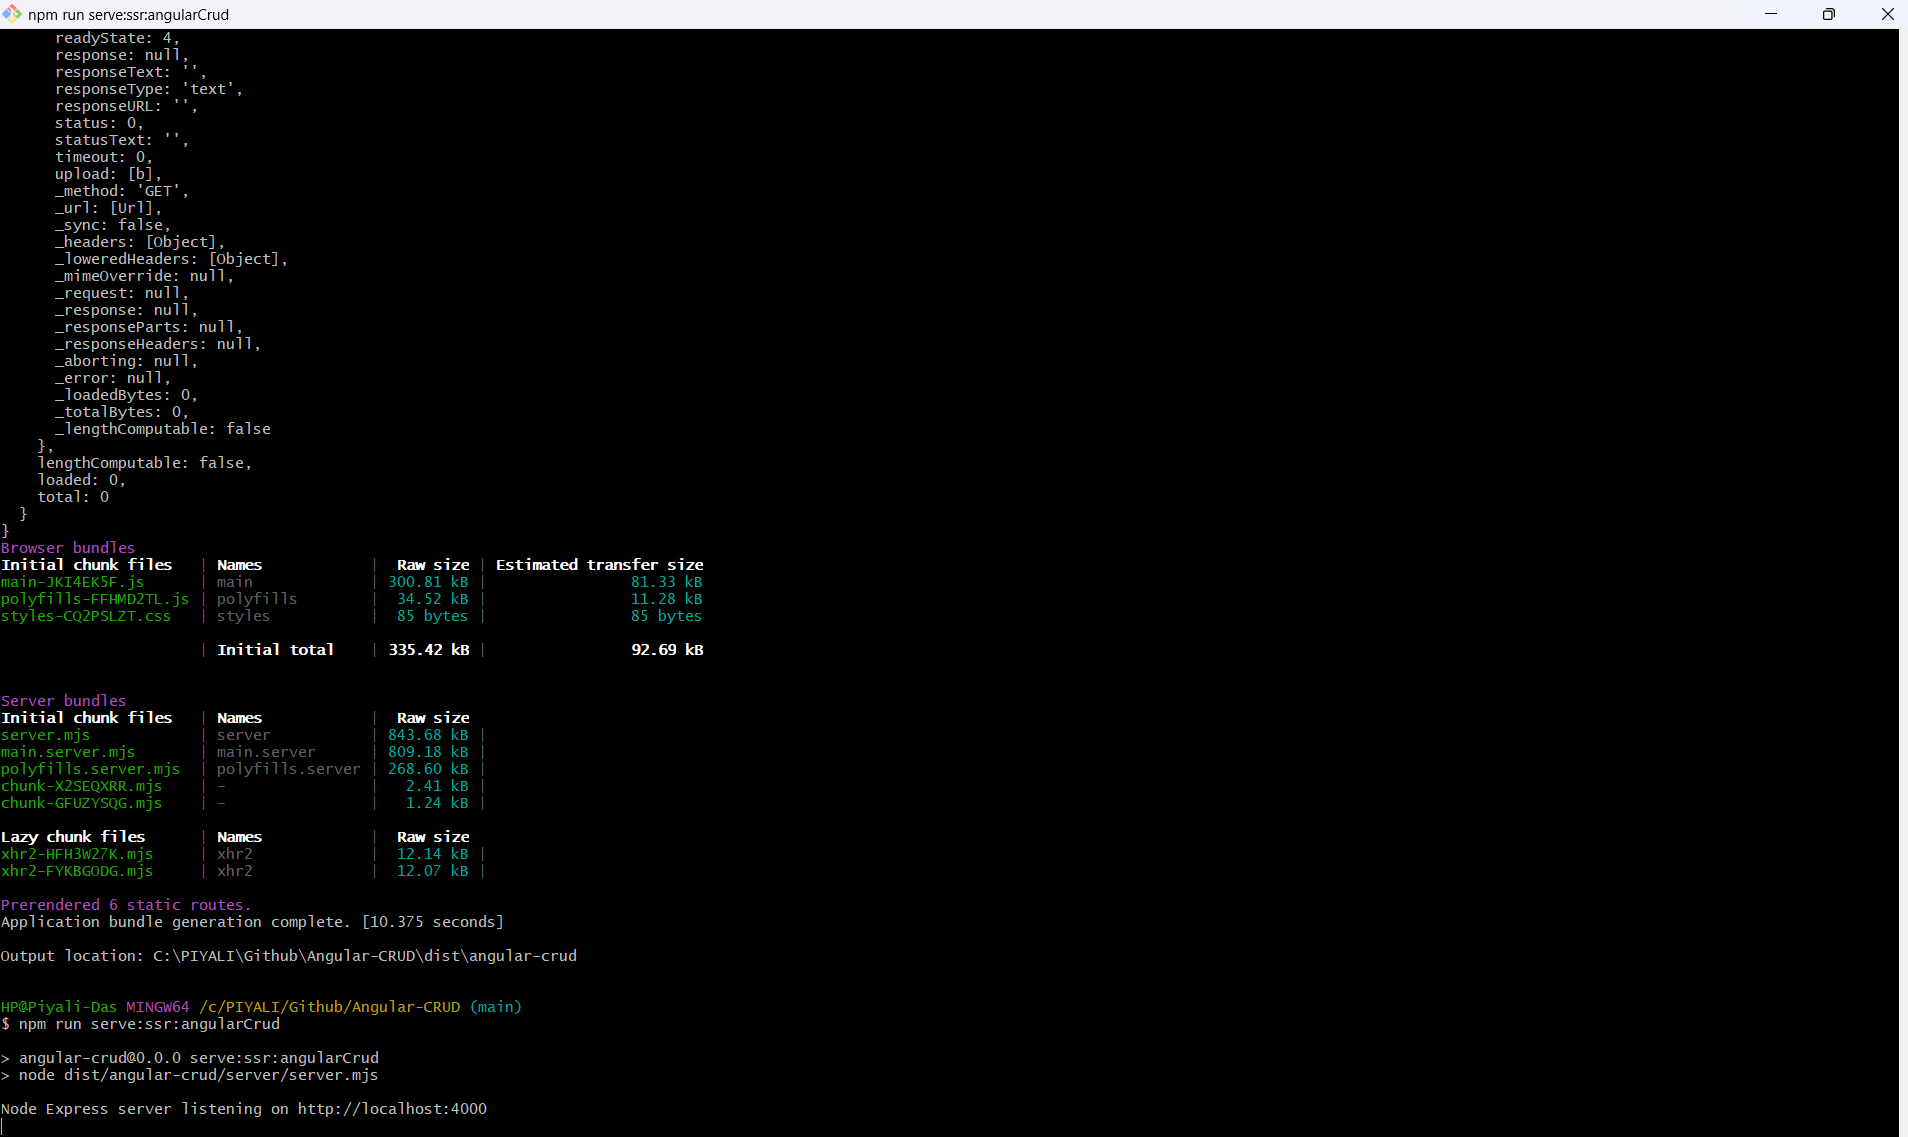 npm run serve:ssr:angularCrud
readyState: 4,
response: null,
responseText: '',
responseType: 'text',
responseURL: '',
status: 0,
statusText: '',
timeout: 0,
upload: [b],
_method: 'GET',
_url: [Url],
_sync: false,
_headers: [Object],
_loweredHeaders: [Object],
_mimeOverride: null,
_request: null,
_response: null,
_responseParts: null,
_responseHeaders: null,
_aborting: null,
_error: null,
_loadedBytes: 0,
_totalBytes: 0,
_lengthComputable: false
},
lengthComputable: false,
loaded: 0,
total: 0
}
}
Browser bundles
Initial chunk files | Names | Raw size | Estimated transfer size
main-JKI4EK5F.js | main | 300.81 kB | 81.33 kB
polyfills-FFHMD2TL.js | polyfills | 34.52 kB | 11.28 kB
styles-CQ2PSLZT.css | styles | 85 bytes | 85 bytes
| Initial total | 335.42 kB | 92.69 kB
Server bundles
Initial chunk files | Names | Raw size
server.mjs | server | 843.68 kB |
main.server.mjs | main.server | 809.18 kB |
polyfills.server.mjs | polyfills.server | 268.60 kB |
chunk-X2SEQXRR.mjs | - | 2.41 kB |
chunk-GFUZYSQG.mjs | - | 1.24 kB |
Lazy chunk files | Names | Raw size
xhr2-HFH3W27K.mjs | xhr2 | 12.14 kB |
xhr2-FYKBGODG.mjs | xhr2 | 12.07 kB |
Prerendered 6 static routes.
Application bundle generation complete. [10.375 seconds]
Output location: C:\PIYALI\Github\Angular-CRUD\dist\angular-crud
HP@Piyali-Das MINGW64 /c/PIYALI/Github/Angular-CRUD (main)
$ npm run serve:ssr:angularCrud
> angular-crud@0.0.0 serve:ssr:angularCrud
> node dist/angular-crud/server/server.mjs
Node Express server listening on http://localhost:4000